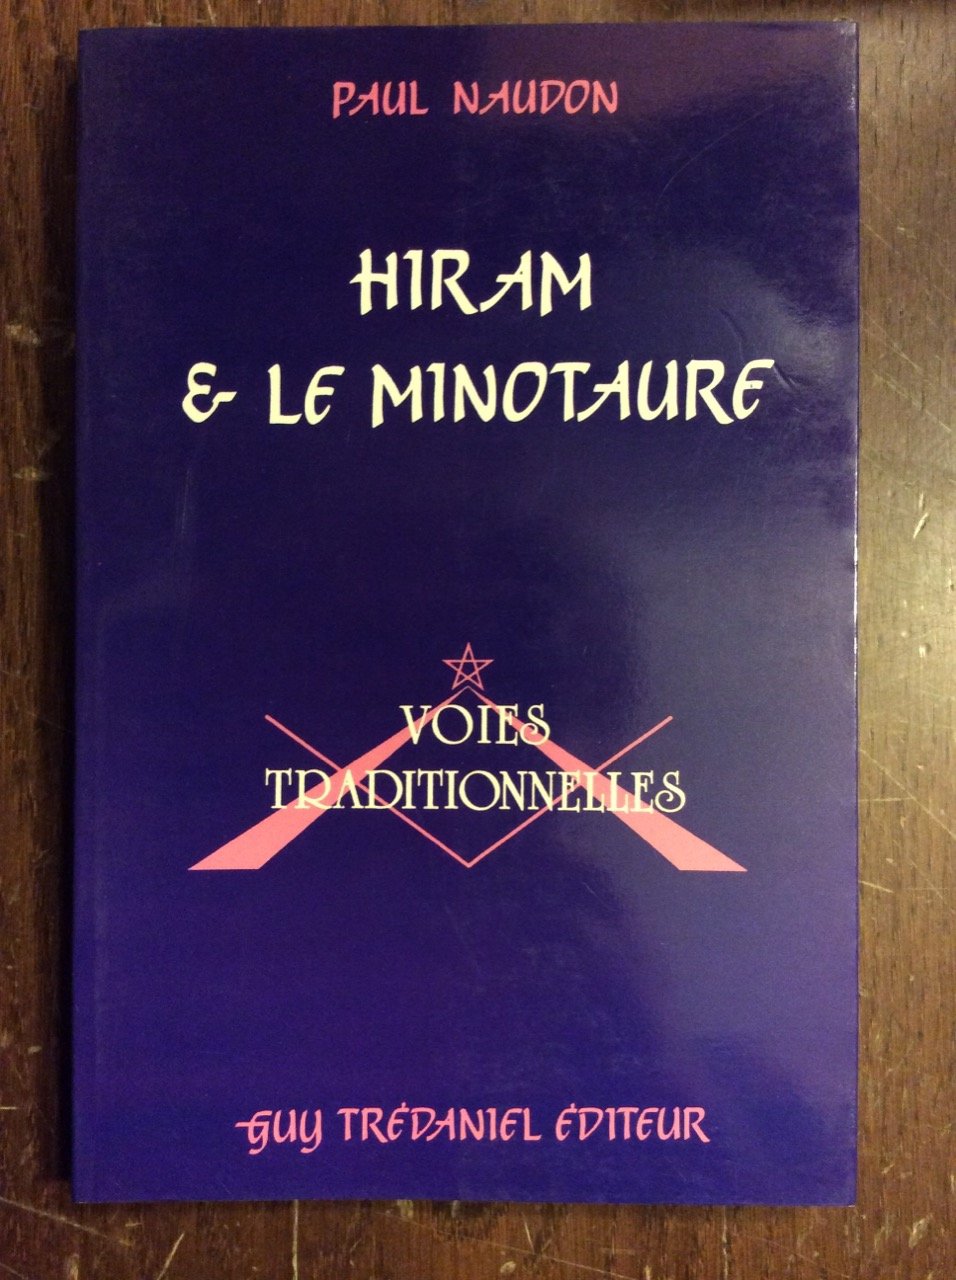 PAUL NAUDON
HIRAM
& LE MINOTAURE
VOIES
TRADITIONNELLES
GUY TRÉDANIEL ÉDITEUR